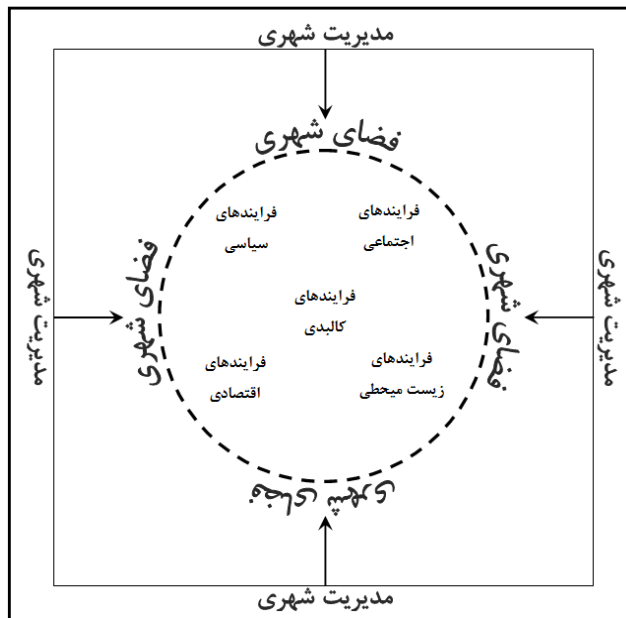 مدیریت شهری
فضای شهری
فرایندهای
اجتماعی
فرایندهای
سیاسی
فرایندهای
کالبدی
فرایندهای
زیست میحطی
فرایندهای
اقتصادی
فضای شهری
مدیریت شهری
فضای شهری
مدیریت شهری
فضای شهری
مدیریت شهری